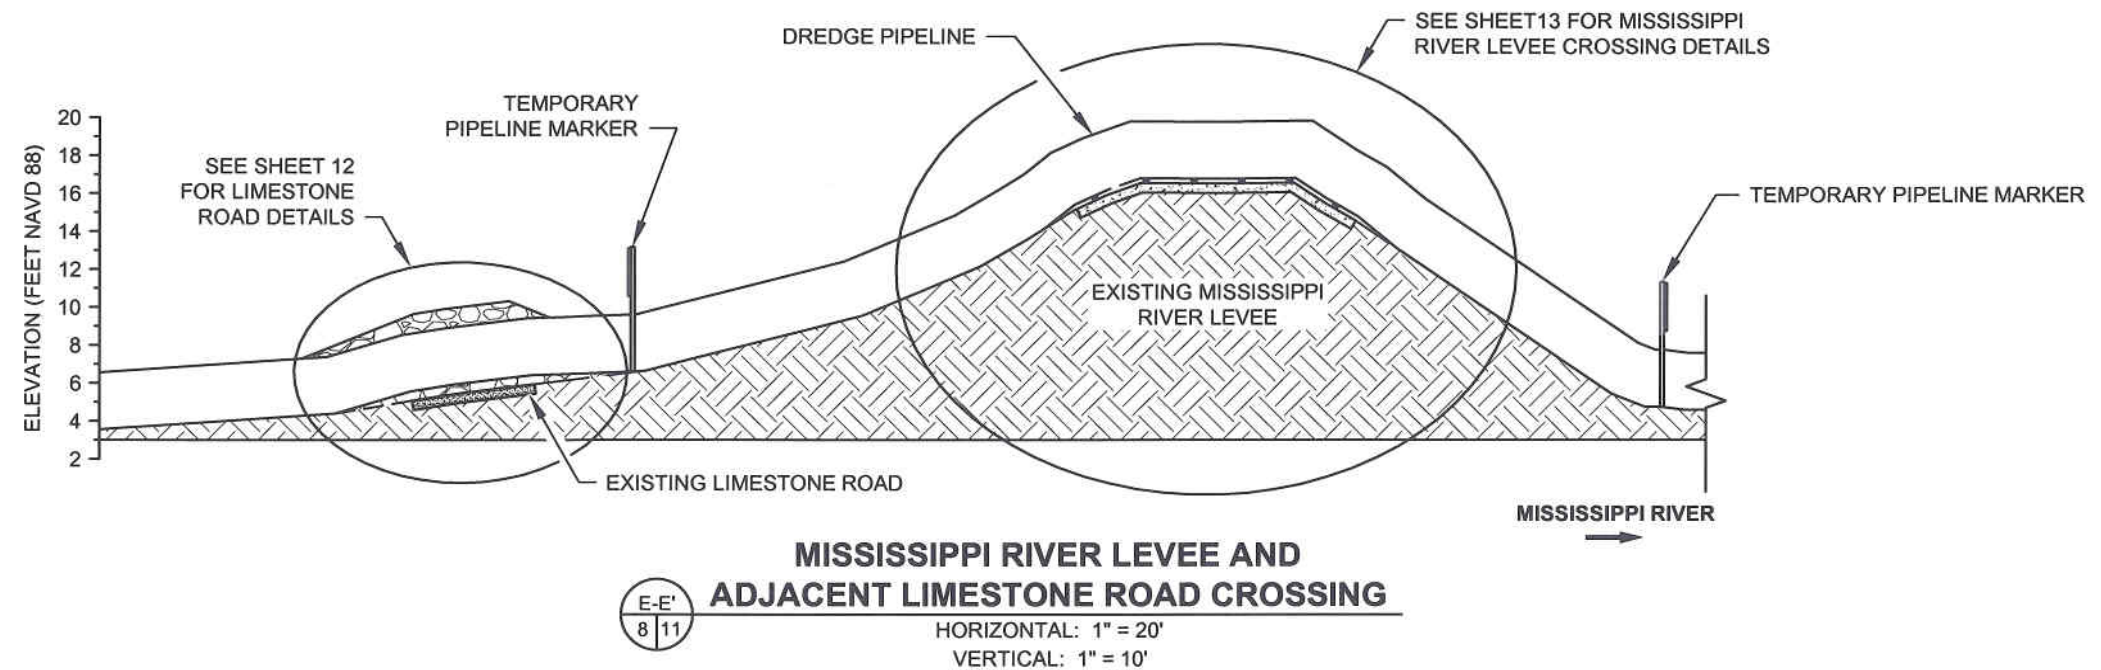 SEE SHEET13 FOR MISSISSIPPI
RIVER LEVEE CROSSING DETAILS
DREDGE PIPELINE
TEMPORARY
PIPELINE MARKER
SEE SHEET 12
FOR LIMESTONE
ROAD DETAILS
TEMPORARY PIPELINE MARKER
ELEVATION (FEET NAVD 88)
20
18
16
14
12
10
8
6
4
2
EXISTING MISSISSIPPI
RIVER LEVEE
EXISTING LIMESTONE ROAD
MISSISSIPPI RIVER
MISSISSIPPI RIVER LEVEE AND
ADJACENT LIMESTONE ROAD CROSSING
E-E'
8 11
HORIZONTAL: 1" = 20'
VERTICAL: 1" = 10'